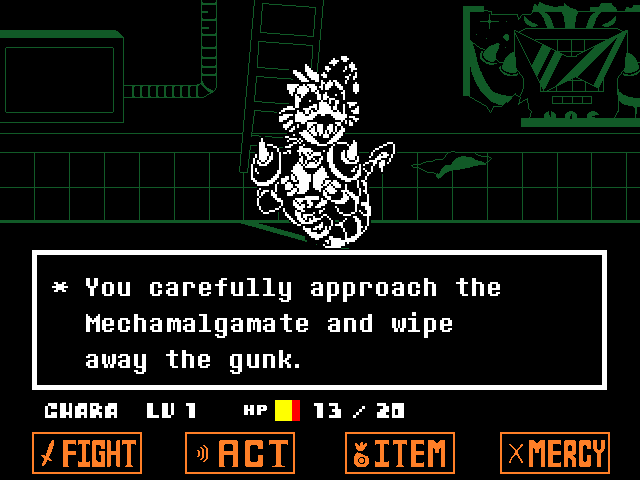 * You carefully approach the
Mechamalgamate and wipe
away the gunk.
CHARA LV 1 HP 13 / 20
FIGHT ACT ITEM MERCY